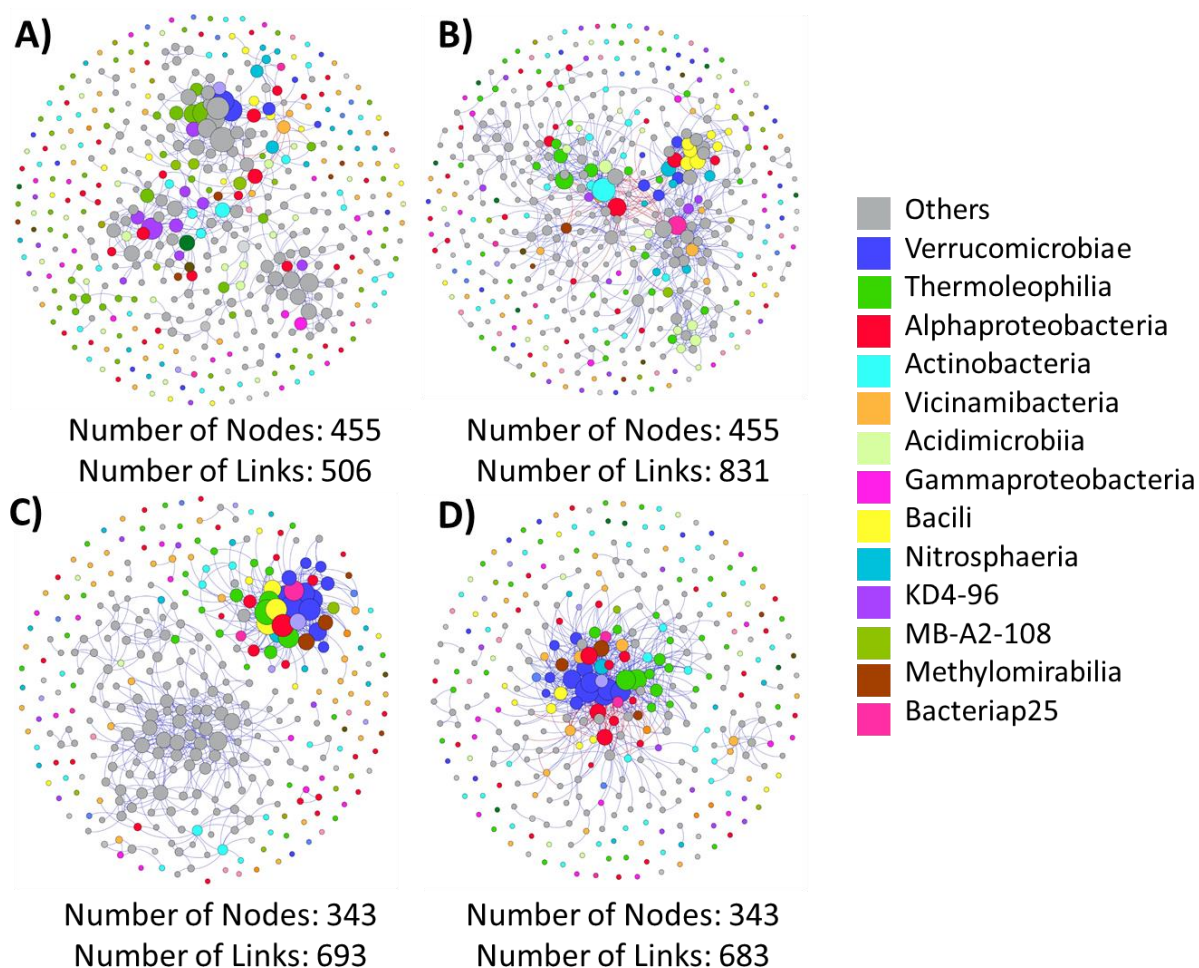 A)
B)
Number of Nodes: 455
Number of Links: 506
Number of Nodes: 455
Number of Links: 831
C)
D)
Number of Nodes: 343
Number of Links: 693
Number of Nodes: 343
Number of Links: 683
Others
Verrucomicrobiae
Thermoleophilia
Alphaproteobacteria
Actinobacteria
Vicinamibacteria
Acidimicrobiia
Gammaproteobacteria
Bacili
Nitrosphaeria
KD4-96
MB-A2-108
Methylomirabilia
Bacteriap25